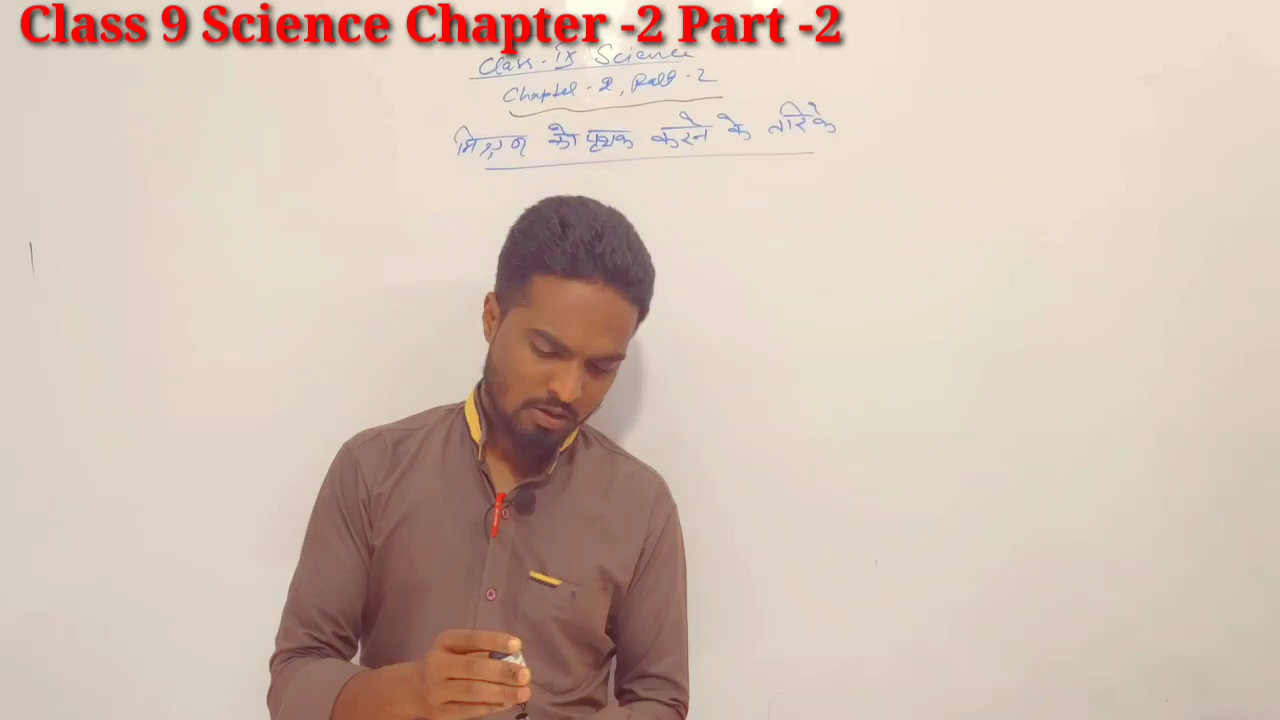 Class 9 Science Chapter -2 Part -2
Class - IX Science
Chapter - 2, Part - 2
मिश्रण को पृथक करने के तरिके